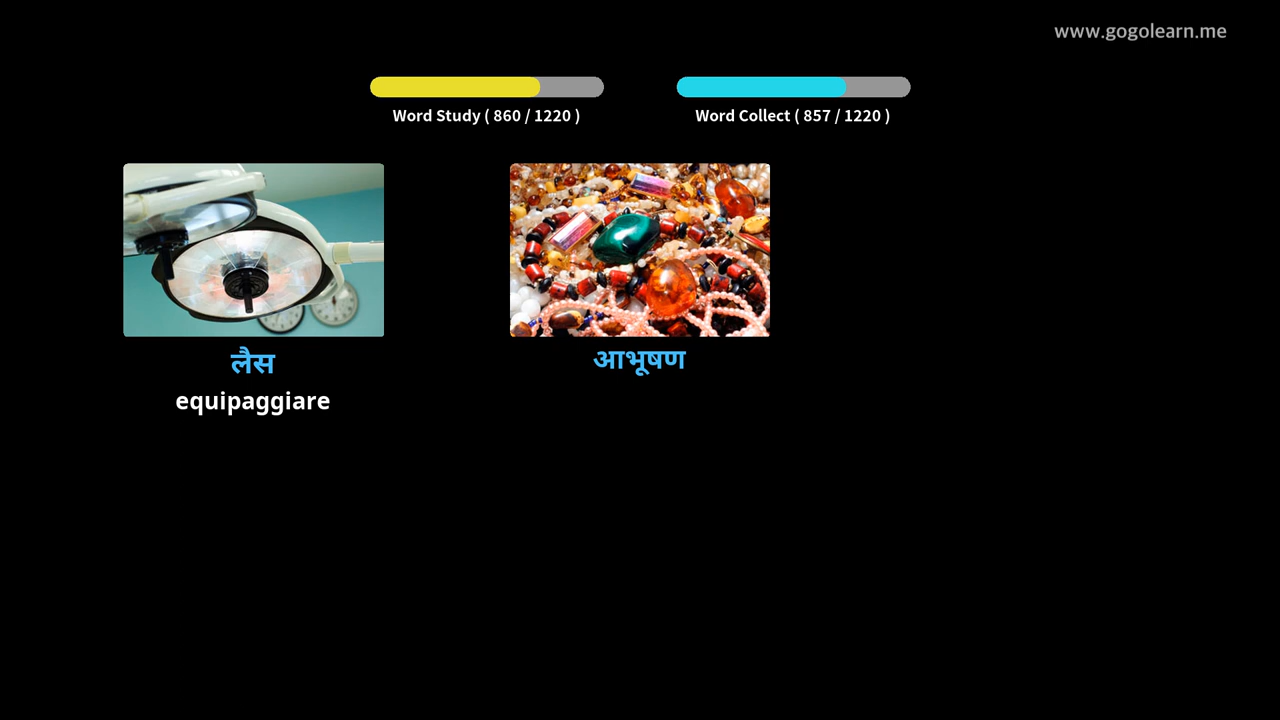 www.gogolearn.me
Word Study ( 860 / 1220 )
Word Collect ( 857 / 1220 )
लैस
equipaggiare
आभूषण